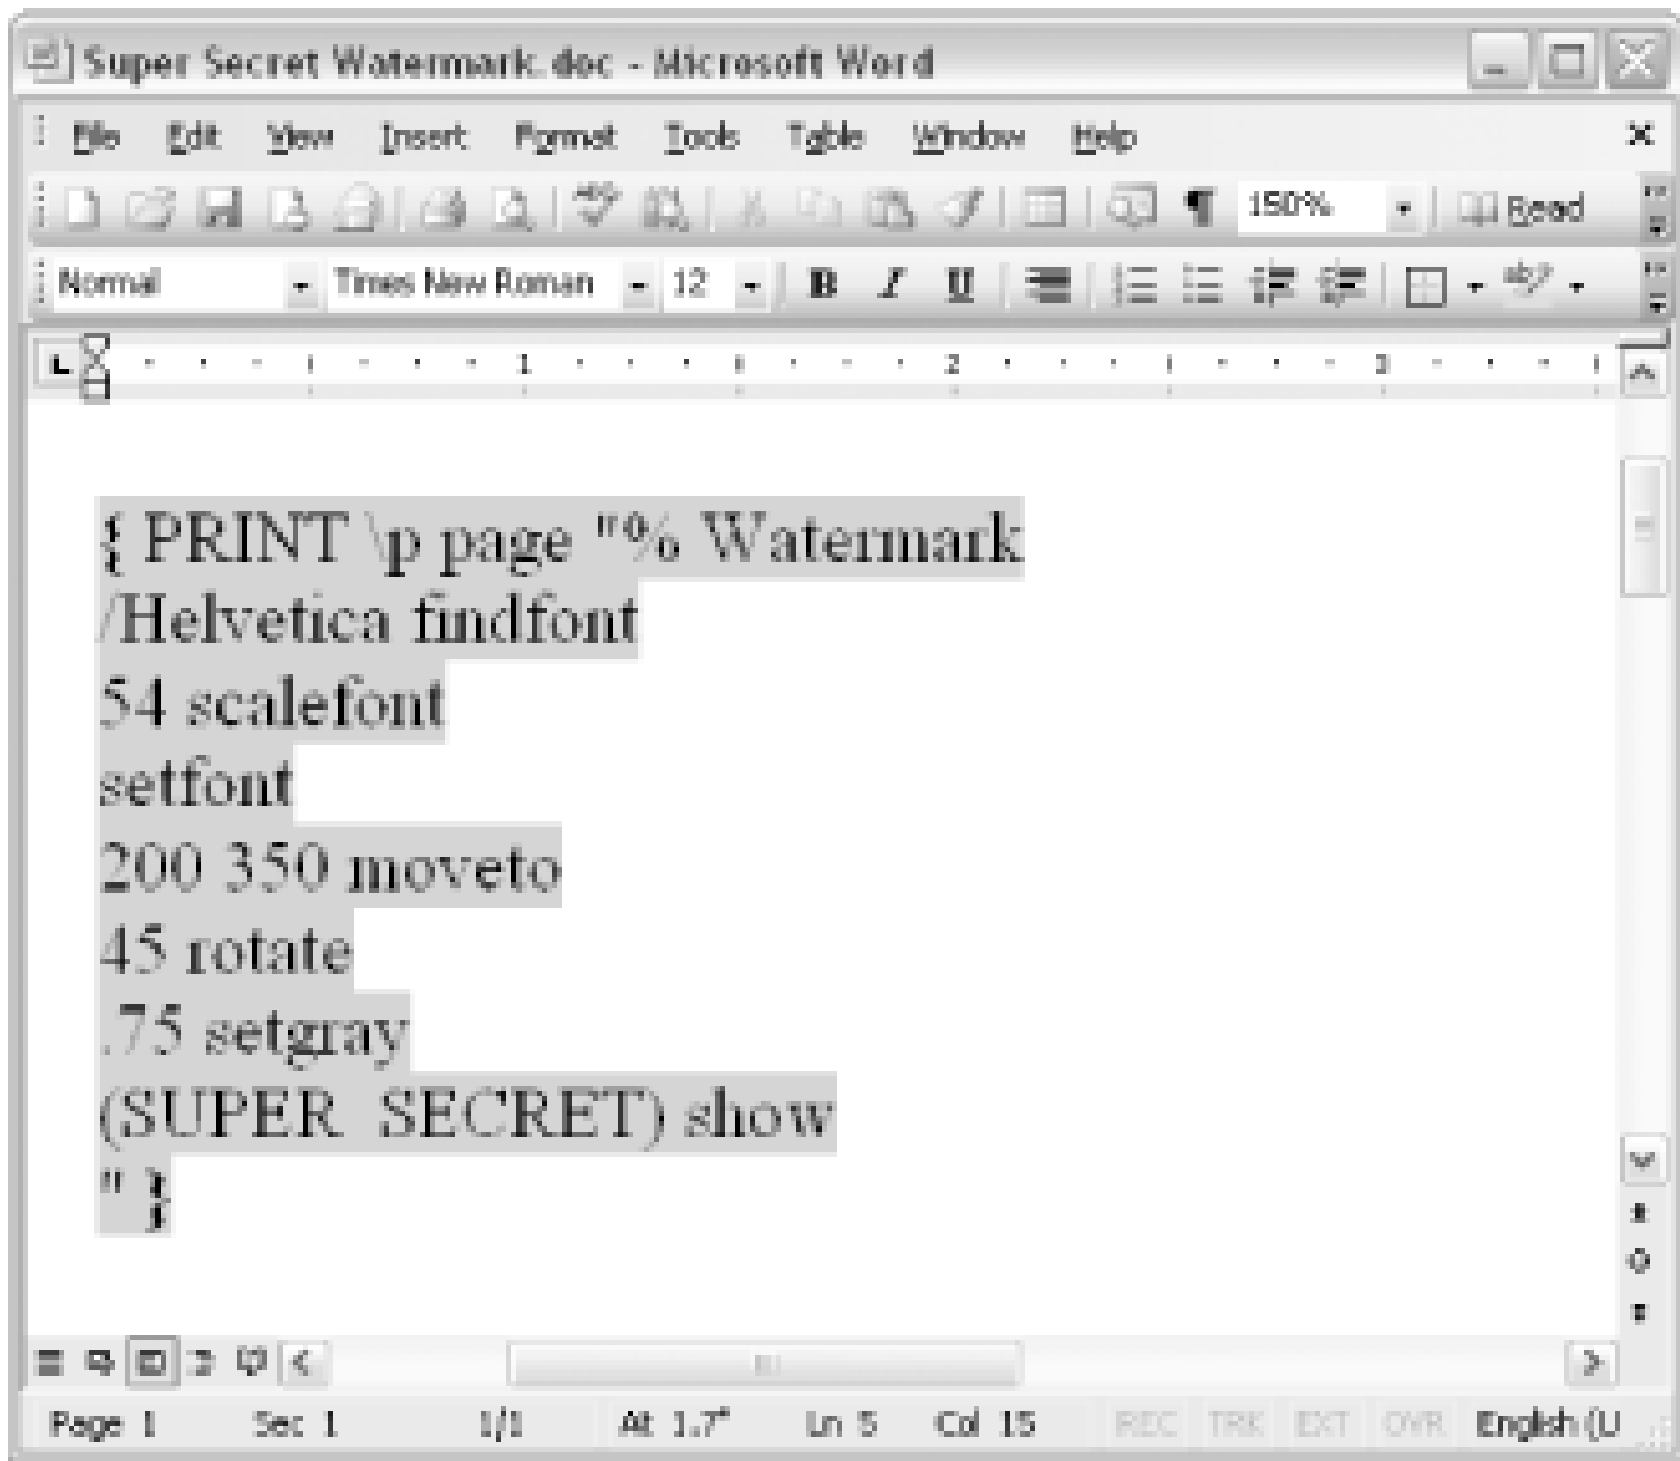 Super Secret Watermark.doc - Microsoft Word
File Edit View Insert Format Tools Table Window Help
150% Read
Normal Times New Roman 12 B I U
1 2 3
{ PRINT \p page "% Watermark
/Helvetica findfont
54 scalefont
setfont
200 350 moveto
45 rotate
.75 setgray
(SUPER  SECRET) show
" }
Page 1 Sec 1 1/1 At 1.7" Ln 5 Col 15 REC TRK EXT OVR English (U